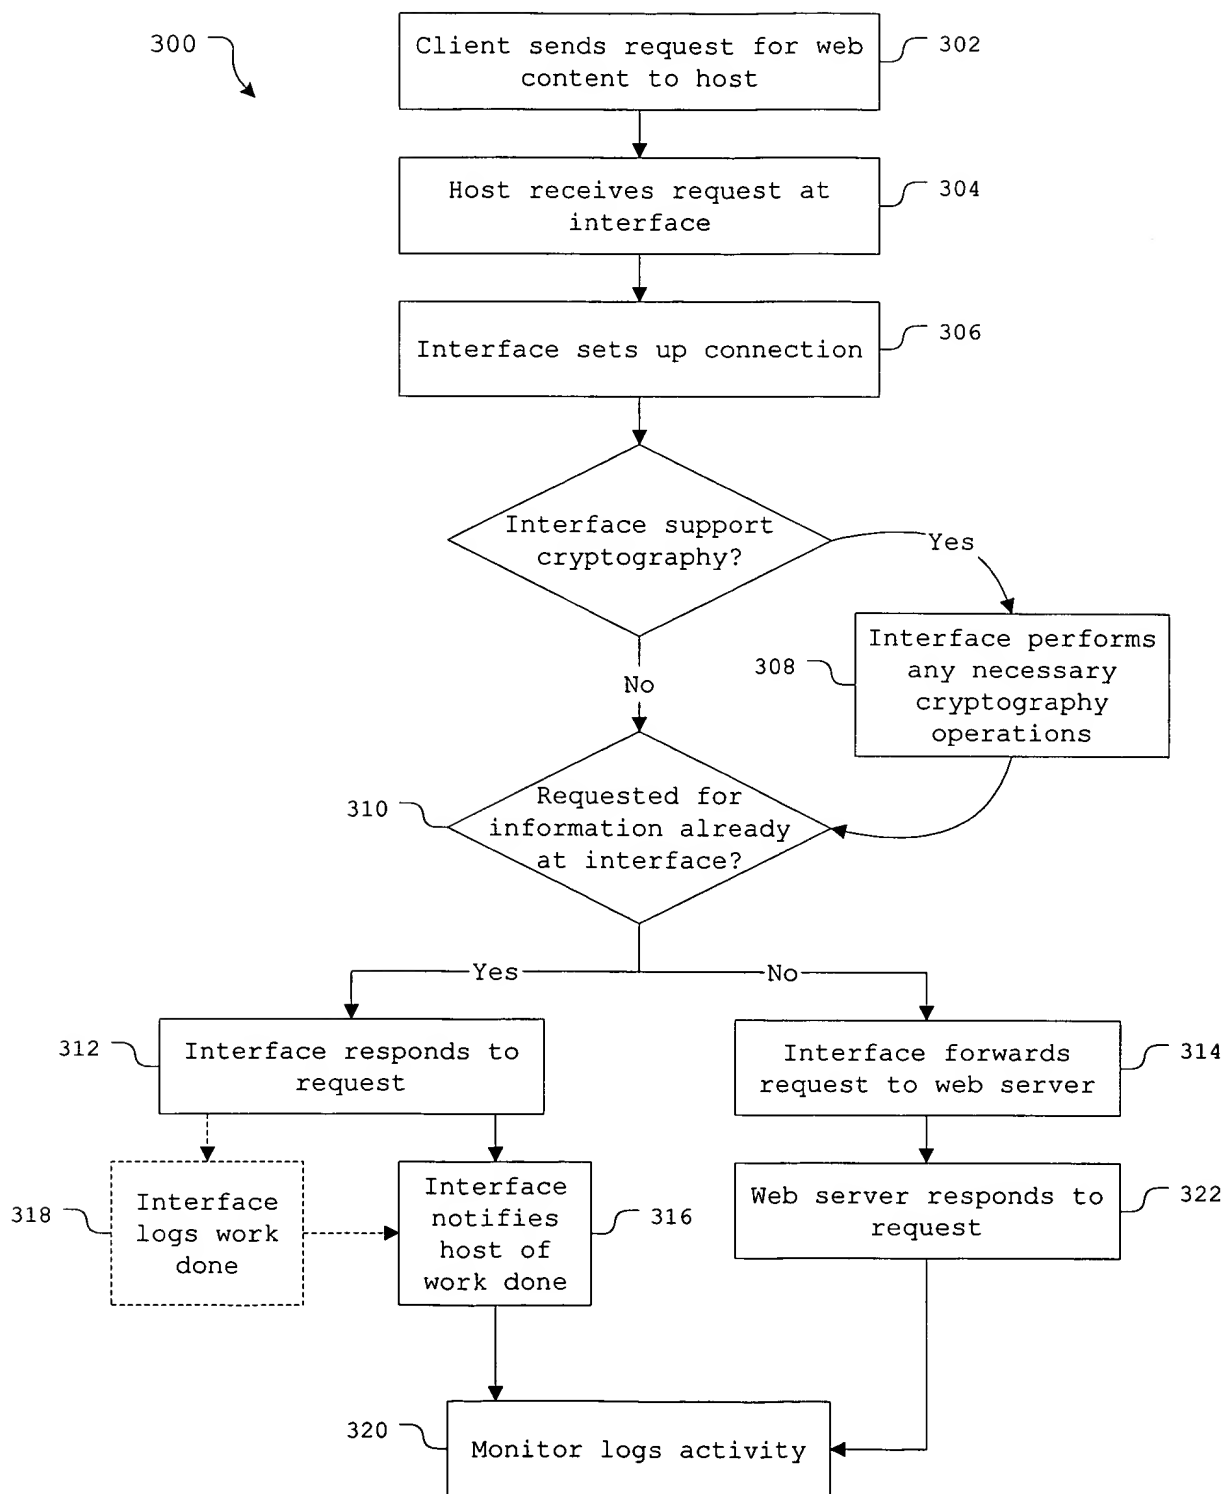 300
Client sends request for web
content to host
302
Host receives request at
interface
304
Interface sets up connection
306
Interface support
cryptography?
Yes
No
308
Interface performs
any necessary
cryptography
operations
310
Requested for
information already
at interface?
Yes
No
312
Interface responds to
request
Interface forwards
request to web server
314
318
Interface
logs work
done
Interface
notifies
host of
work done
316
Web server responds to
request
322
320
Monitor logs activity